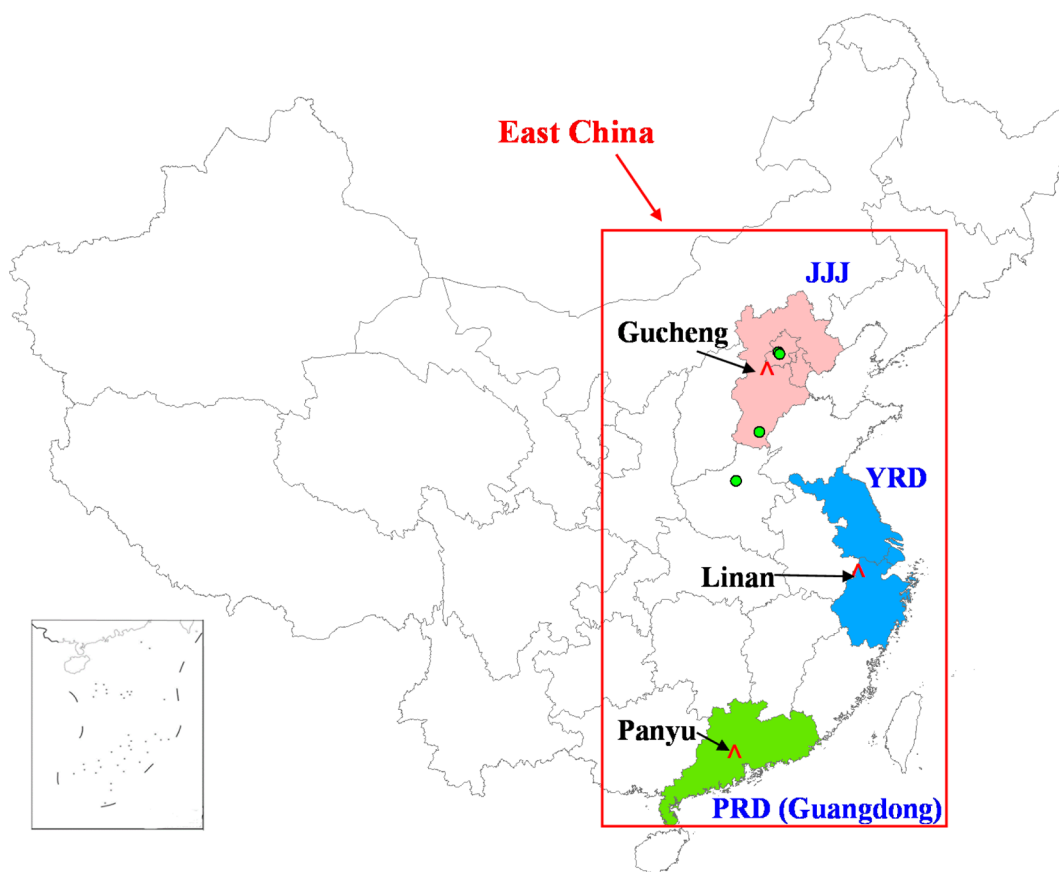 East China
JJJ
Gucheng
YRD
Linan
Panyu
PRD (Guangdong)